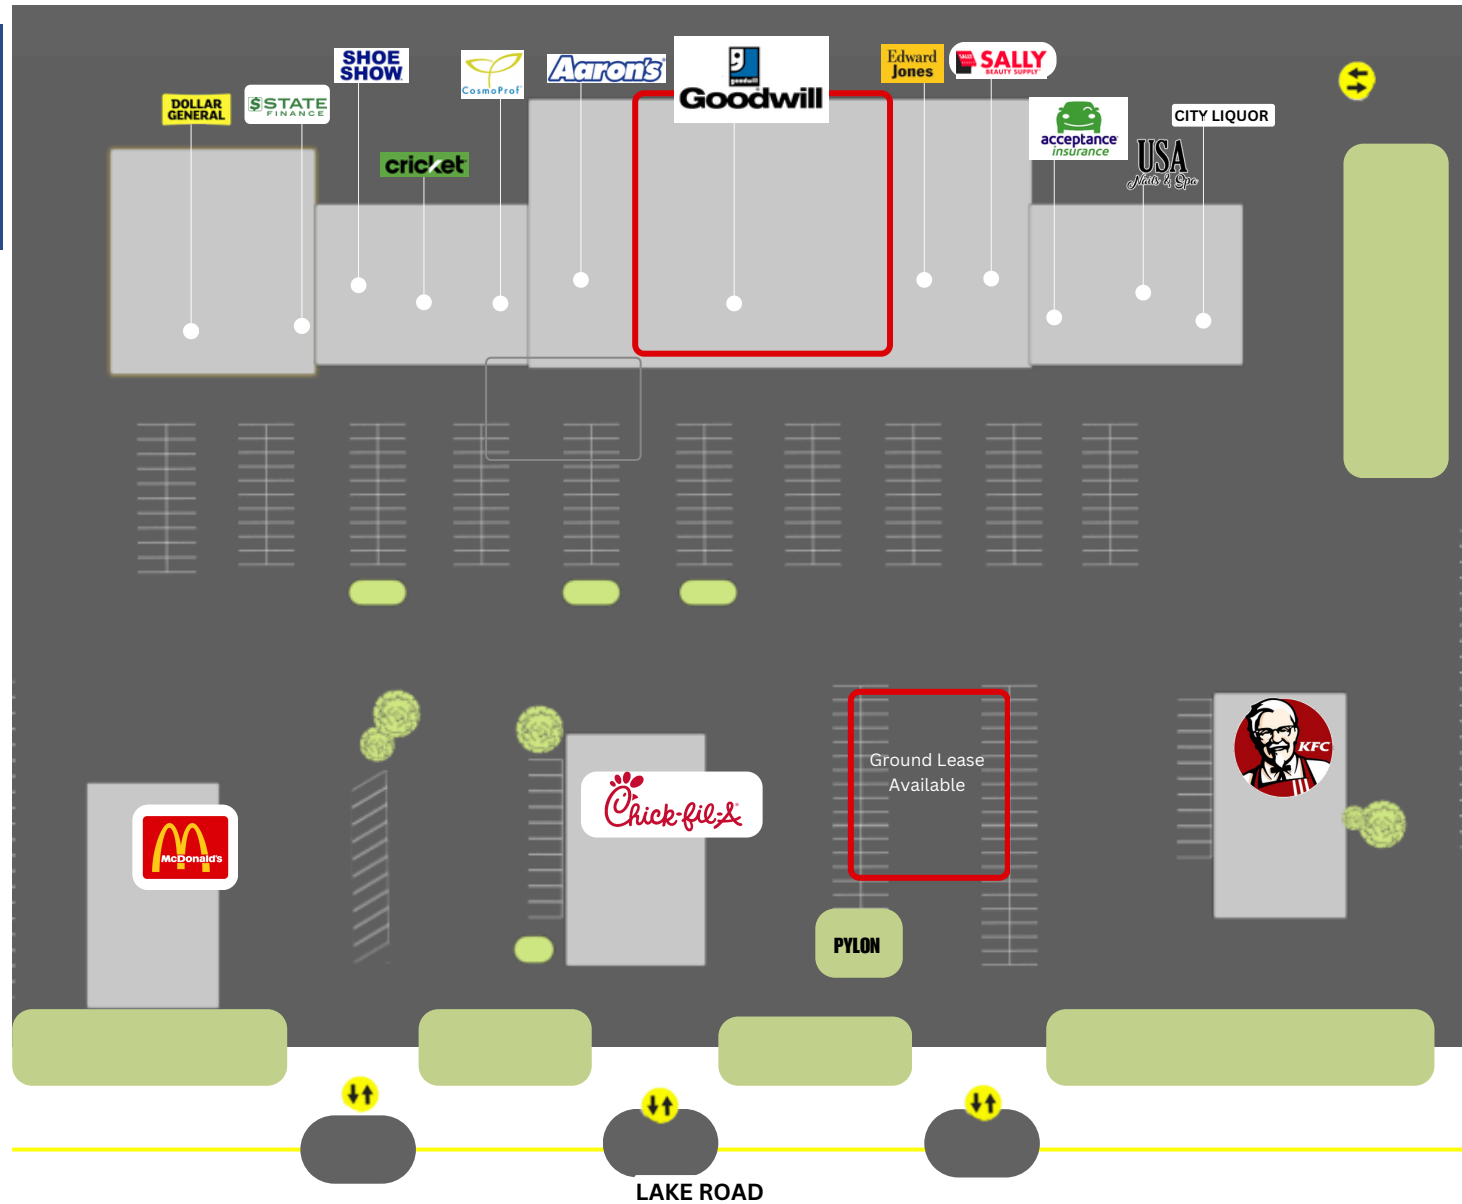 DOLLAR
GENERAL
$STATE
FINANCE
SHOE
SHOW
cricket
CosmoProf
Aaron's
goodwill
Goodwill
Edward
Jones
SALLY
BEAUTY SUPPLY
acceptance
insurance
USA
Nails & Spa
CITY LIQUOR
Ground Lease
Available
KFC
Chick-fil-A
McDonald's
PYLON
LAKE ROAD